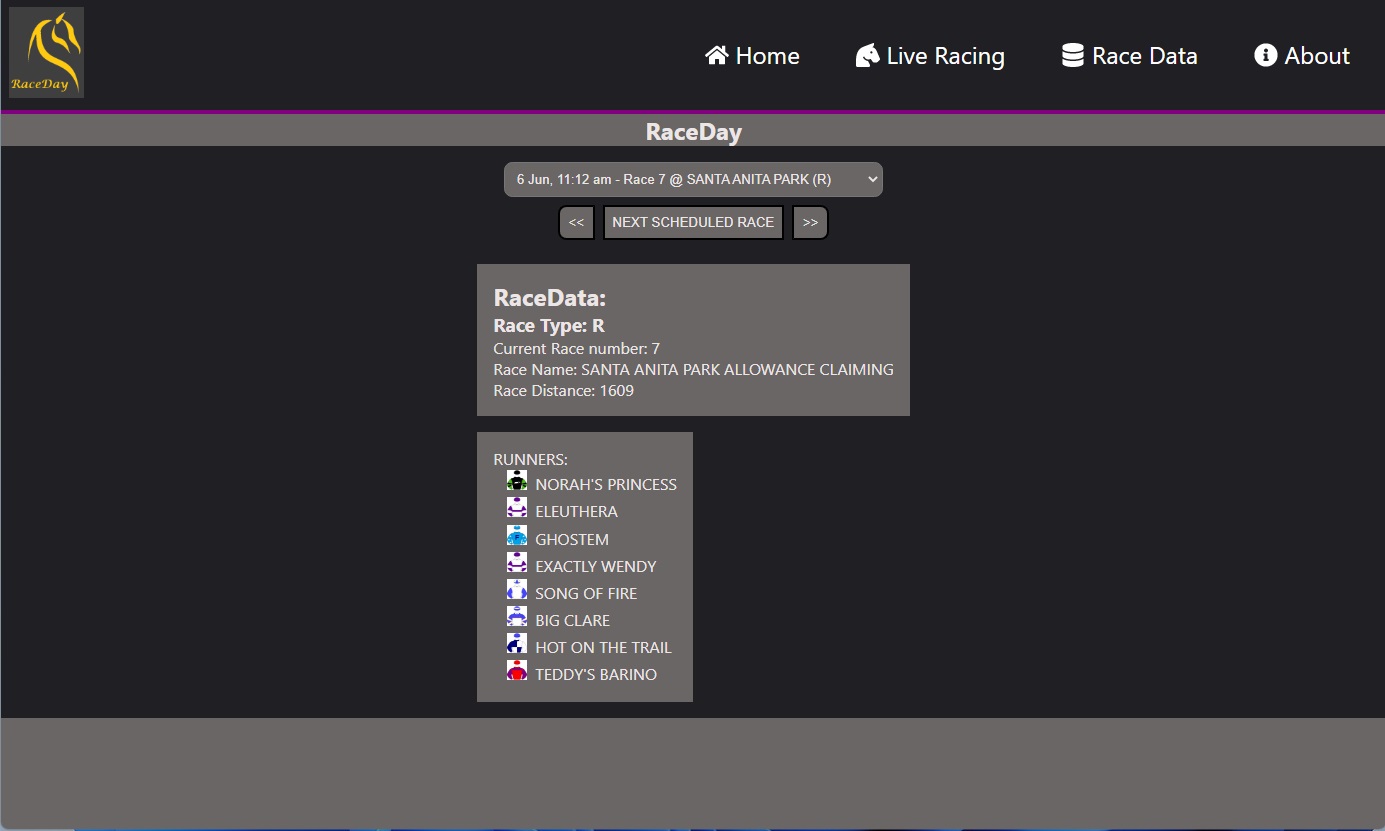 RaceDay
Home Live Racing Race Data About
RaceDay
6 Jun, 11:12 am - Race 7 @ SANTA ANITA PARK (R)
<< NEXT SCHEDULED RACE >>
RaceData:
Race Type: R
Current Race number: 7
Race Name: SANTA ANITA PARK ALLOWANCE CLAIMING
Race Distance: 1609
RUNNERS:
NORAH'S PRINCESS
ELEUTHERA
GHOSTEM
EXACTLY WENDY
SONG OF FIRE
BIG CLARE
HOT ON THE TRAIL
TEDDY'S BARINO